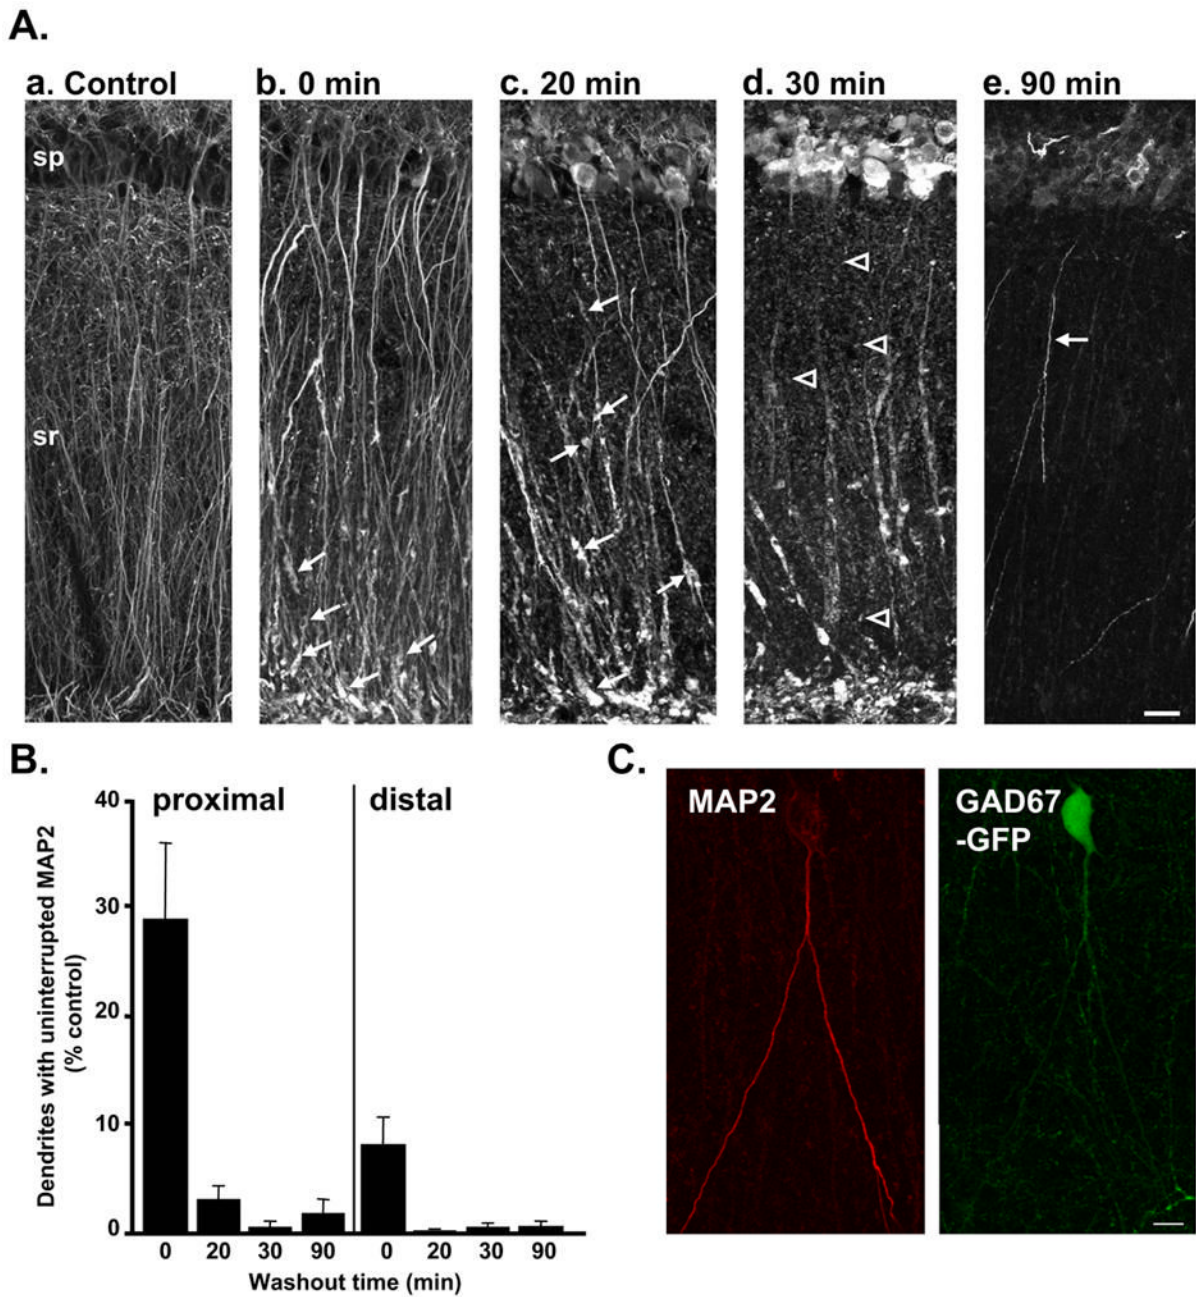 A.
a. Control
b. 0 min
c. 20 min
d. 30 min
e. 90 min
sp
sr
B.
Dendrites with uninterrupted MAP2
(% control)
40
30
20
10
0
proximal
distal
0 20 30 90 0 20 30 90
Washout time (min)
C.
MAP2
GAD67
-GFP